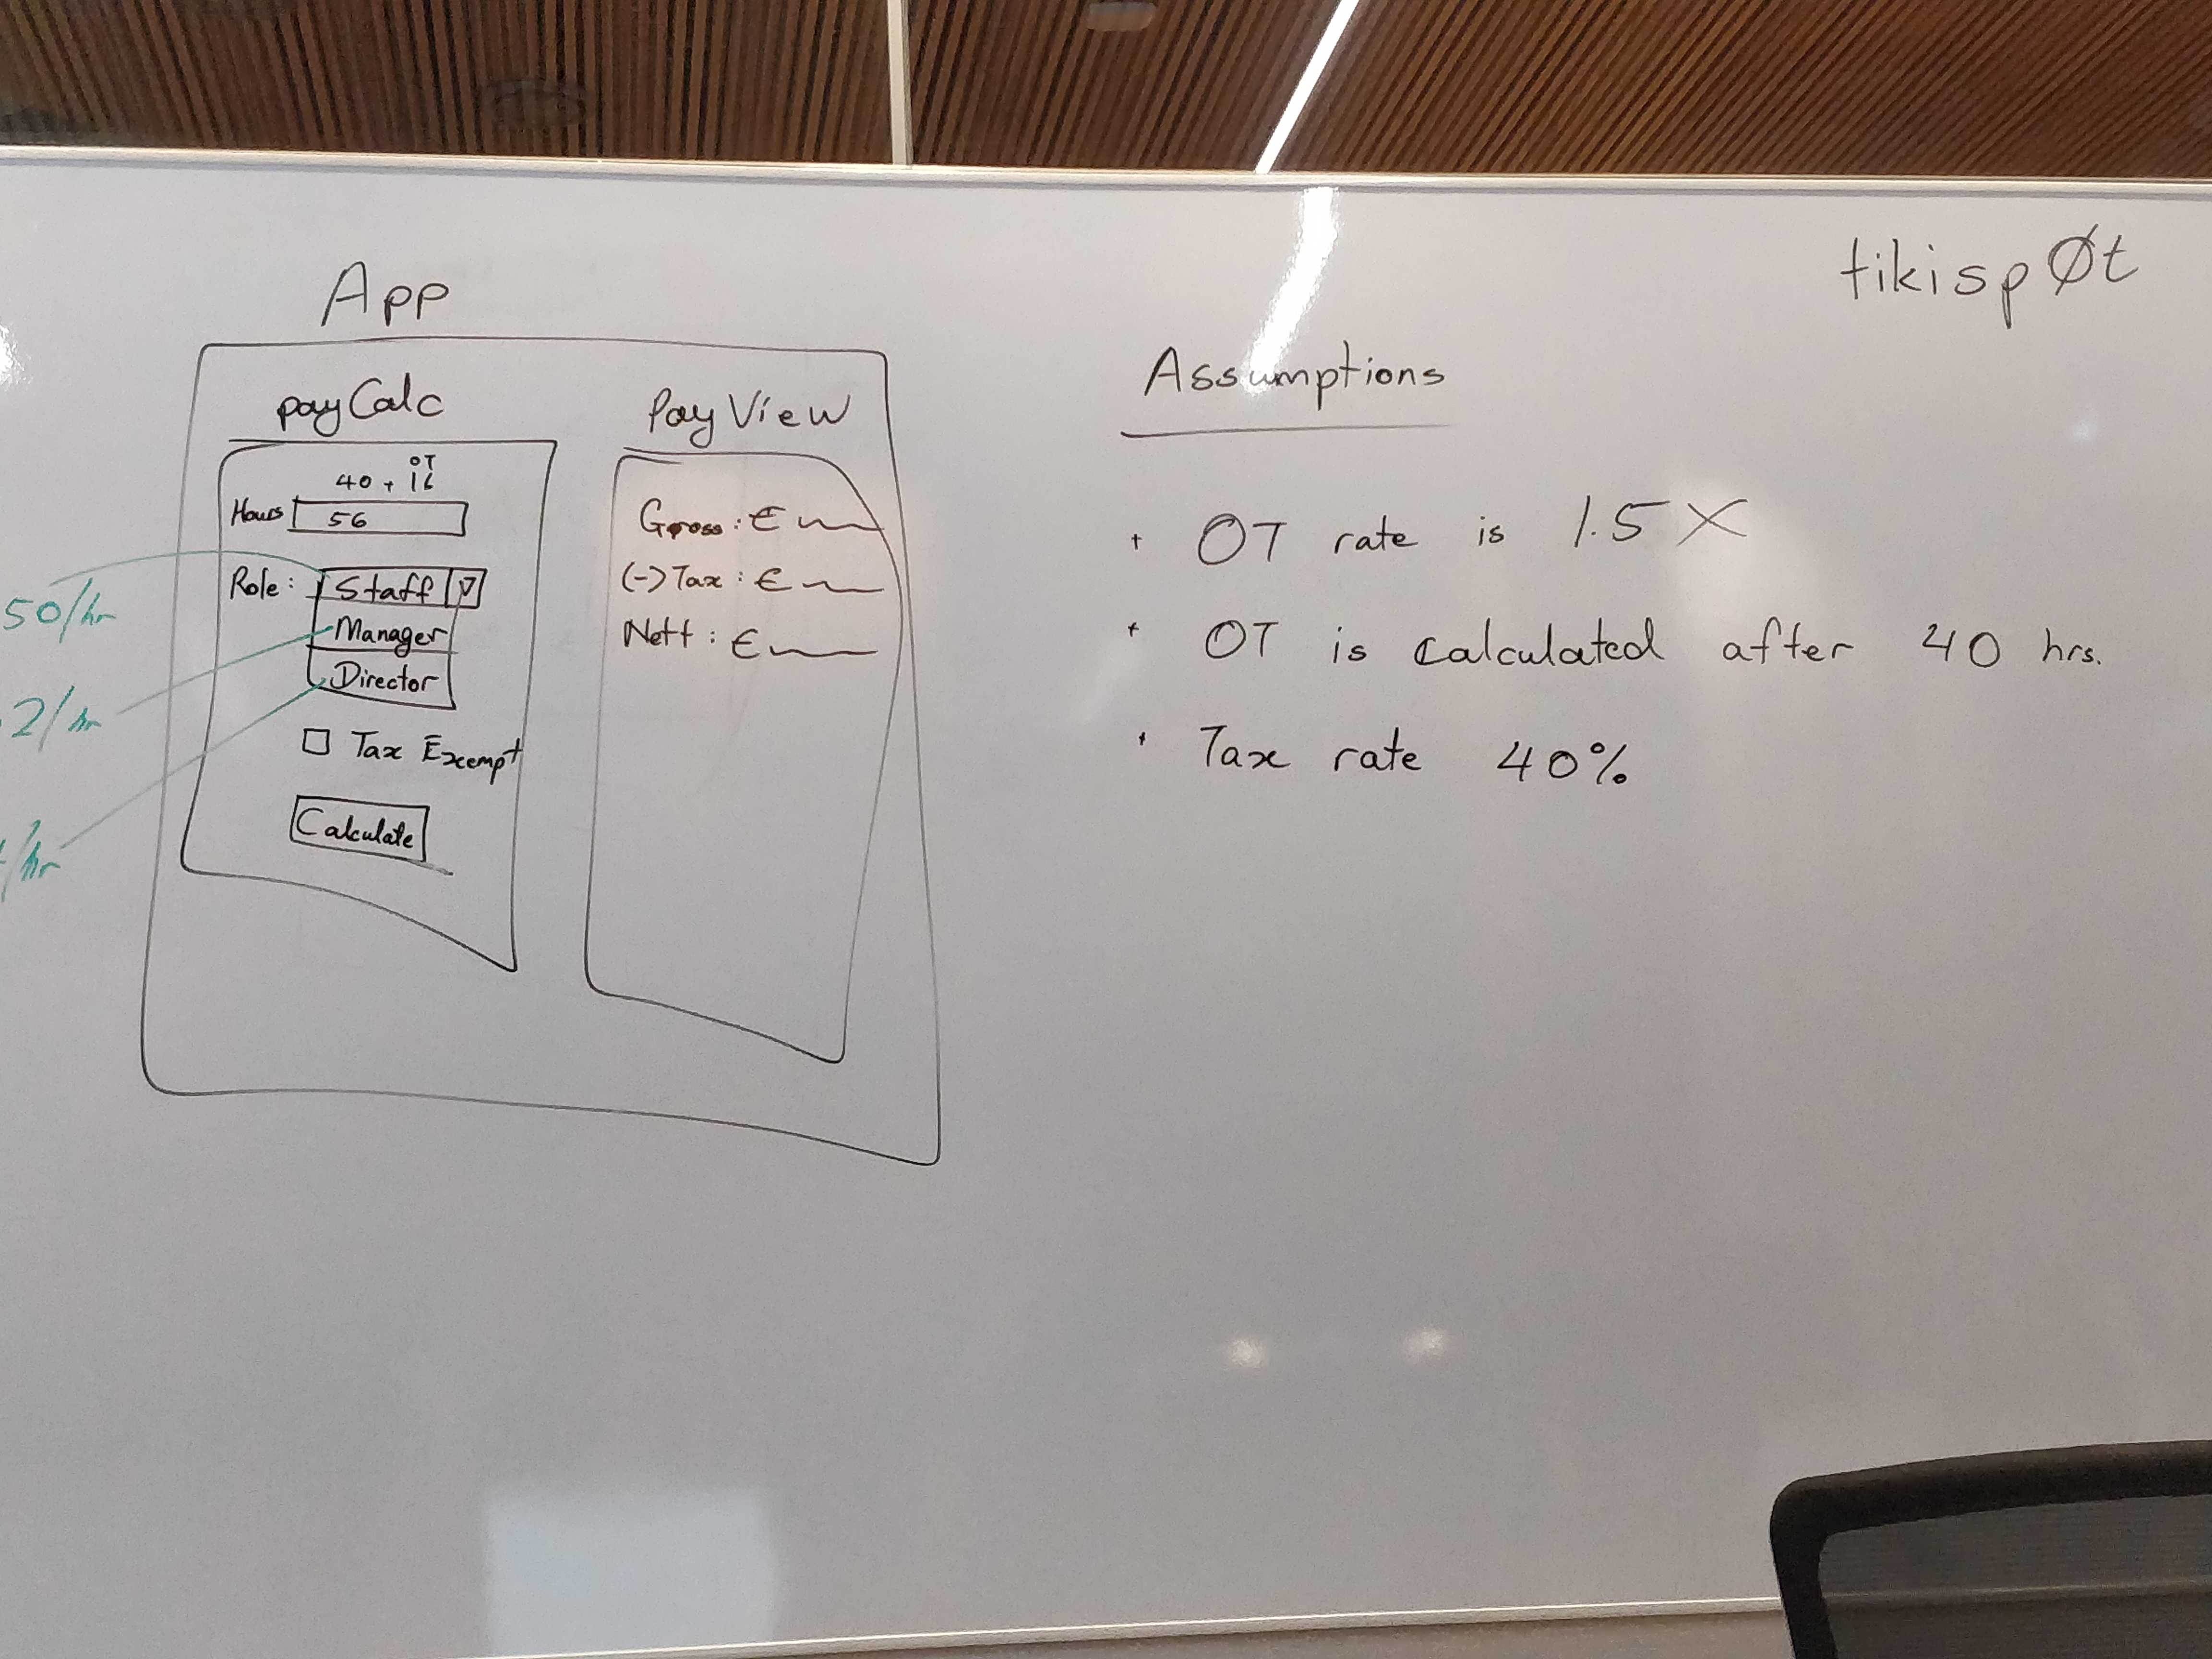 tikispØt
App
payCalc
OT
40 + 16
Hours 56
Role: Staff
Manager
Director
50/hr
2/hr
/hr
Tax Exempt
Calculate
Pay View
Gross: €
(-) Tax: €
Nett: €
Assumptions
OT rate is 1.5X
OT is calculated after 40 hrs.
Tax rate 40%